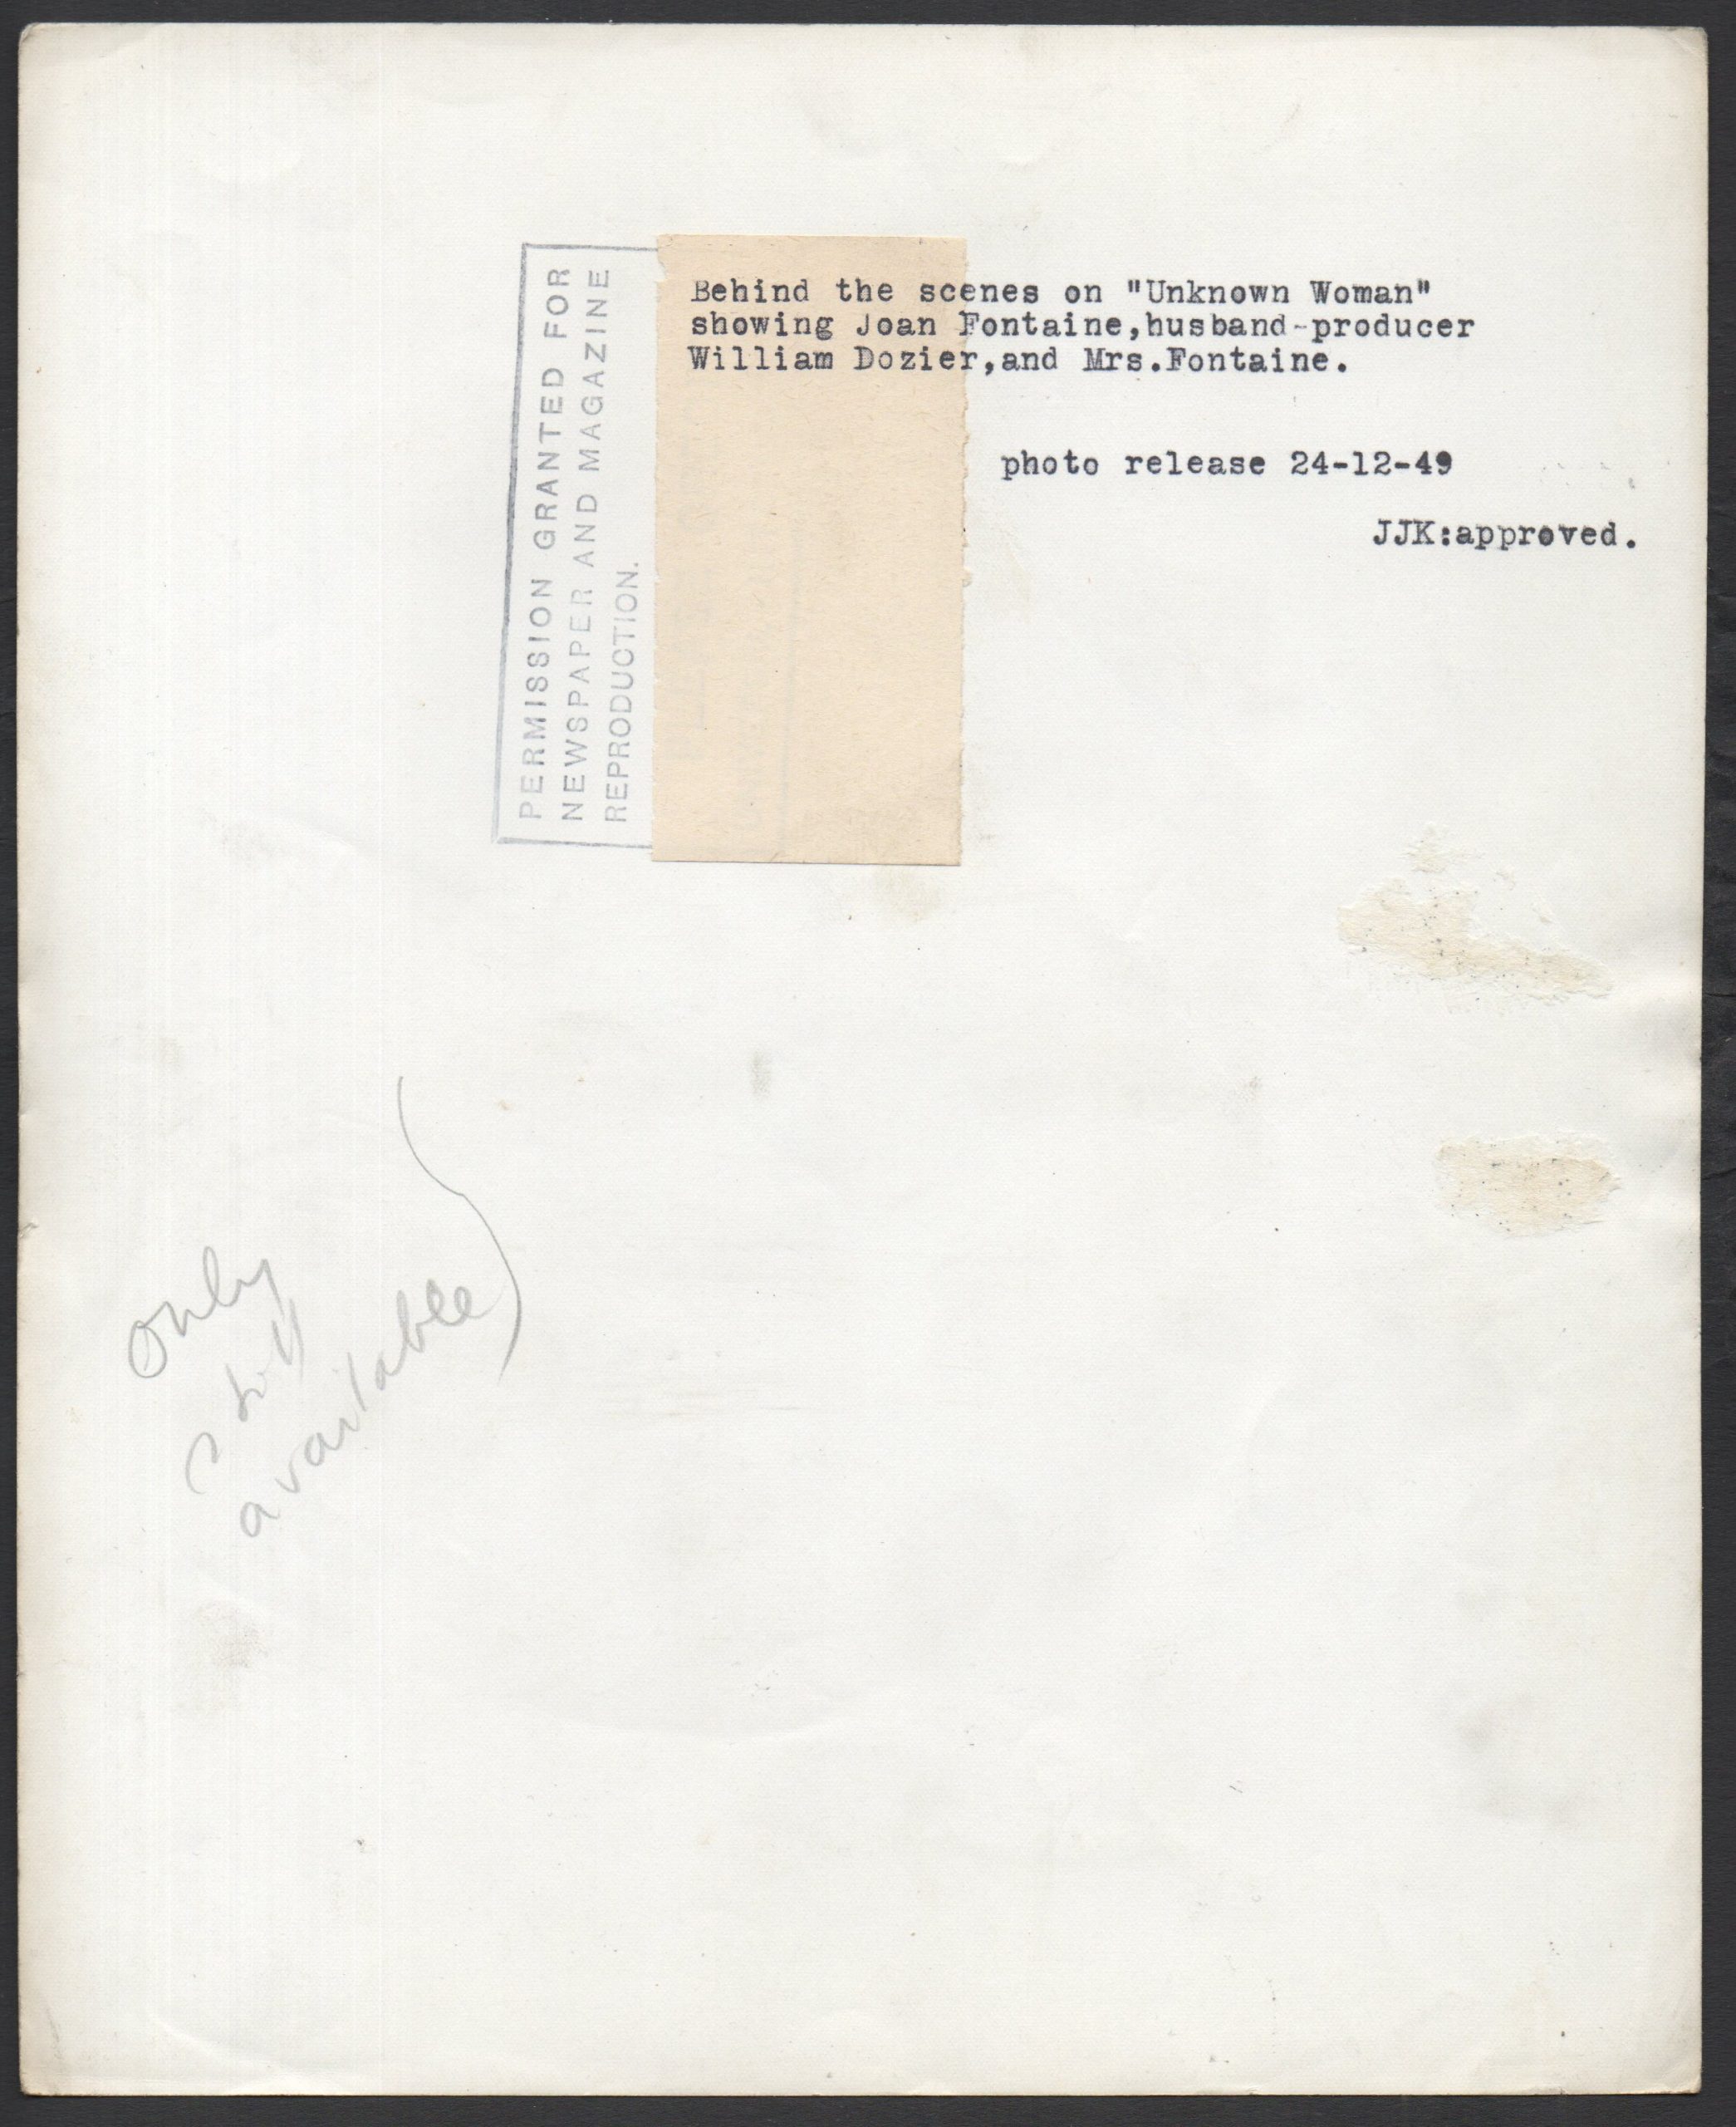 PERMISSION GRANTED FOR
NEWSPAPER AND MAGAZINE
REPRODUCTION.
Behind the scenes on "Unknown Woman"
showing Joan Fontaine,husband-producer
William Dozier,and Mrs.Fontaine.
photo release 24-12-49
JJK:approved.
only
available